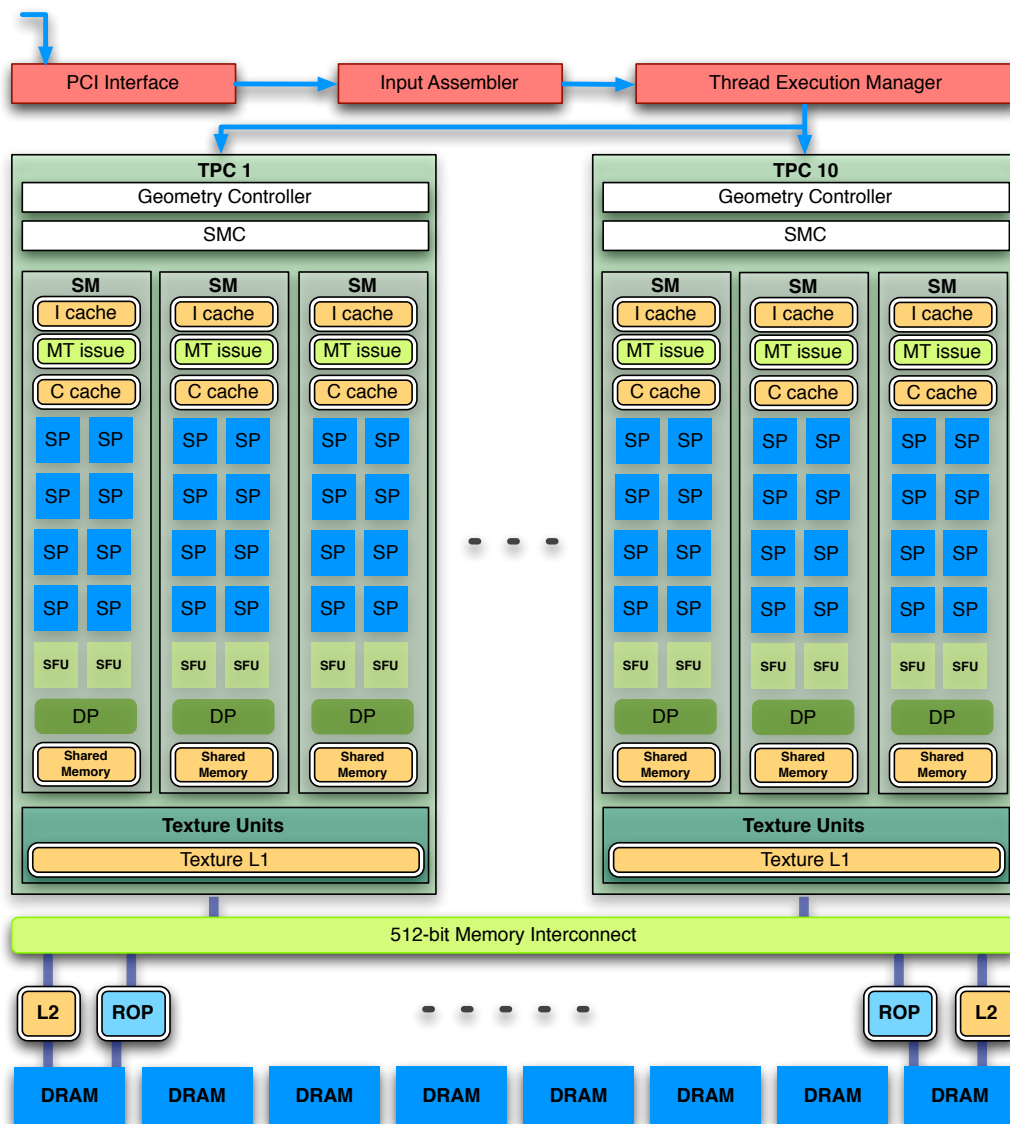 PCI Interface
Input Assembler
Thread Execution Manager
TPC 1
Geometry Controller
SMC
SM
I cache
MT issue
C cache
SP SP
SP SP
SP SP
SP SP
SFU SFU
DP
Shared
Memory
SM
I cache
MT issue
C cache
SP SP
SP SP
SP SP
SP SP
SFU SFU
DP
Shared
Memory
SM
I cache
MT issue
C cache
SP SP
SP SP
SP SP
SP SP
SFU SFU
DP
Shared
Memory
Texture Units
Texture L1
TPC 10
Geometry Controller
SMC
SM
I cache
MT issue
C cache
SP SP
SP SP
SP SP
SP SP
SFU SFU
DP
Shared
Memory
SM
I cache
MT issue
C cache
SP SP
SP SP
SP SP
SP SP
SFU SFU
DP
Shared
Memory
SM
I cache
MT issue
C cache
SP SP
SP SP
SP SP
SP SP
SFU SFU
DP
Shared
Memory
Texture Units
Texture L1
512-bit Memory Interconnect
L2 ROP ROP L2
DRAM DRAM DRAM DRAM DRAM DRAM DRAM DRAM